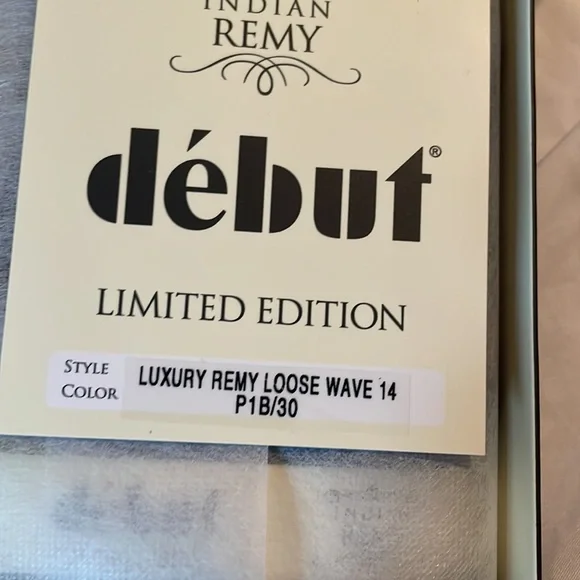 INDIAN
REMY
début®
LIMITED EDITION
STYLE LUXURY REMY LOOSE WAVE 14
COLOR P1B/30